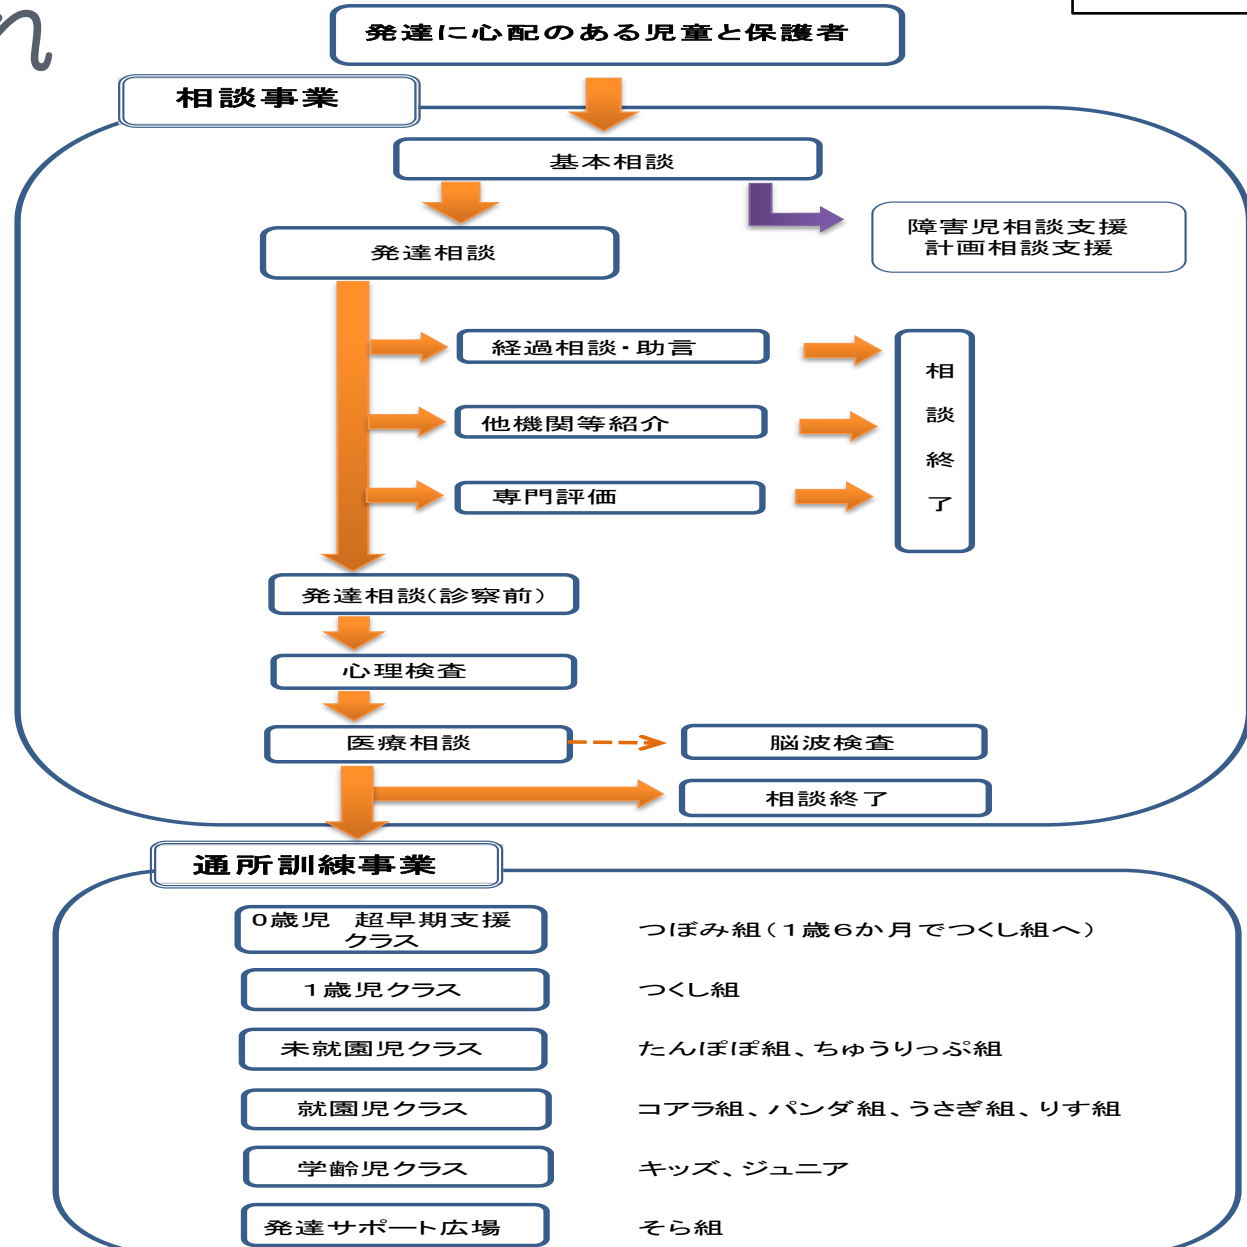 発達に心配のある児童と保護者
相談事業
基本相談
障害児相談支援
計画相談支援
発達相談
経過相談・助言
他機関等紹介
専門評価
相談終了
発達相談(診察前)
心理検査
医療相談
脳波検査
相談終了
通所訓練事業
0歳児 超早期支援
クラス
つぼみ組(1歳6か月でつくし組へ)
1歳児クラス
つくし組
未就園児クラス
たんぽぽ組、ちゅうりっぷ組
就園児クラス
コアラ組、パンダ組、うさぎ組、りす組
学齢児クラス
キッズ、ジュニア
発達サポート広場
そら組